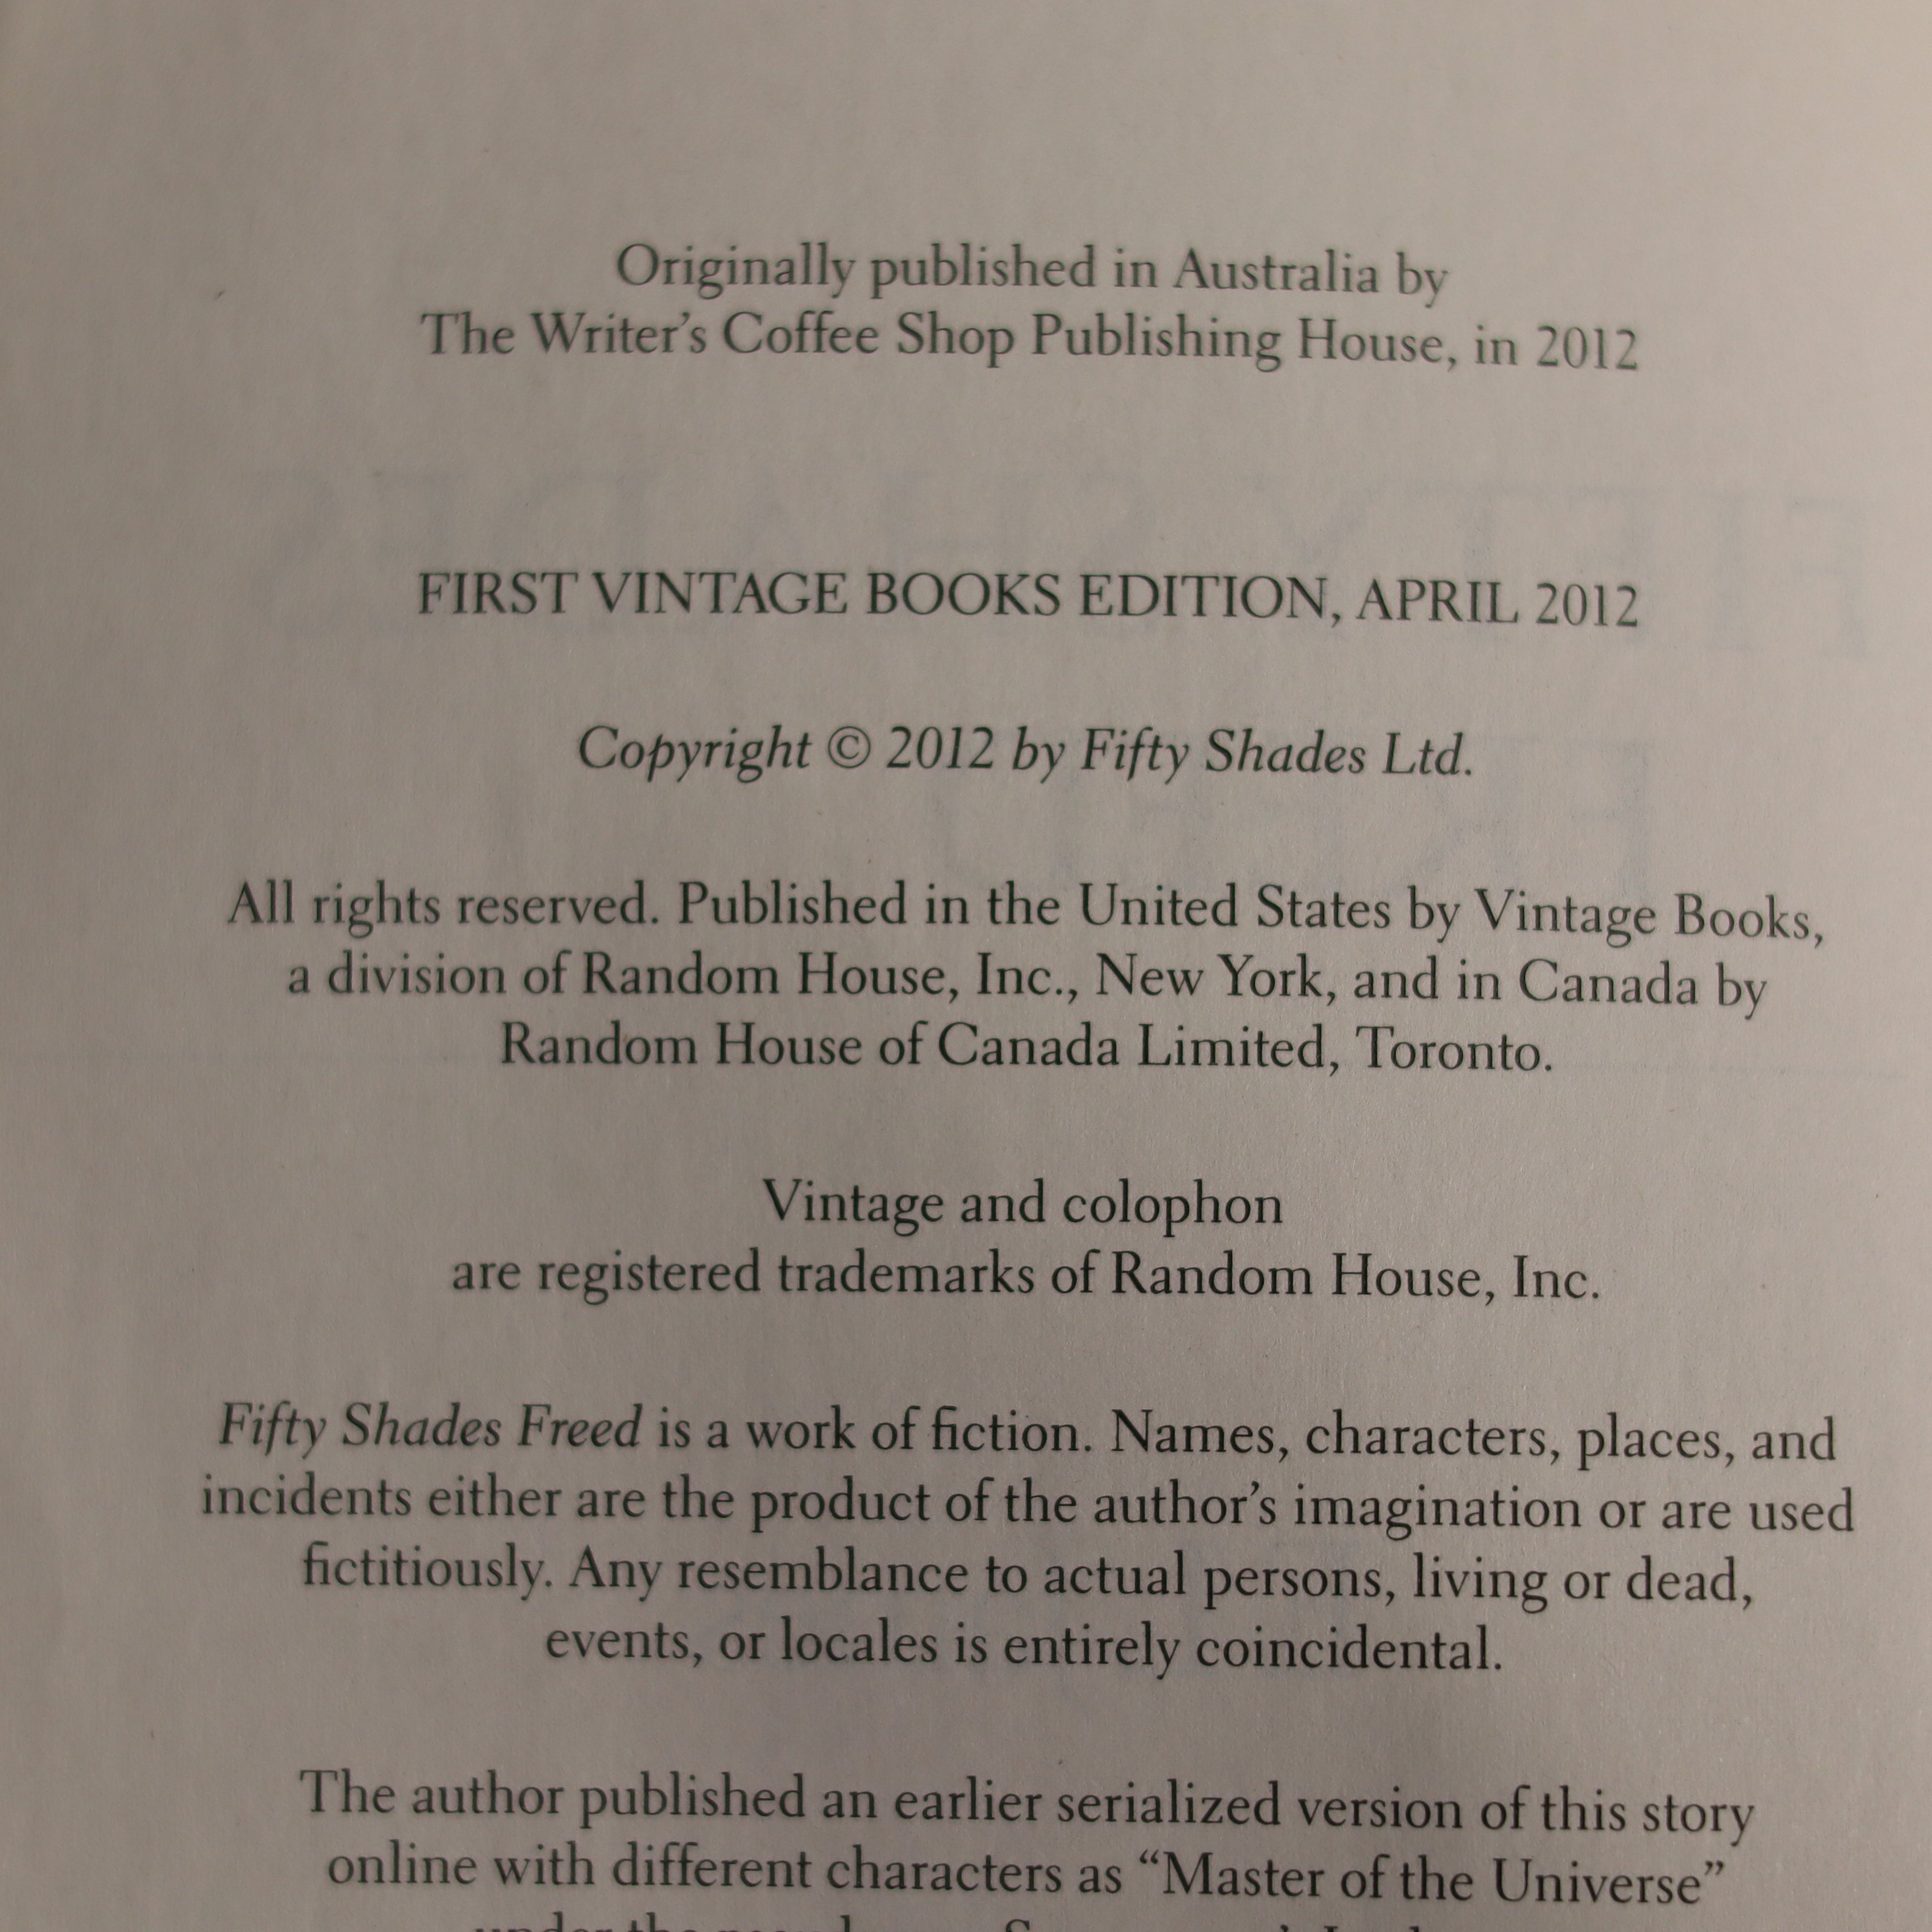 Originally published in Australia by
The Writer’s Coffee Shop Publishing House, in 2012
FIRST VINTAGE BOOKS EDITION, APRIL 2012
Copyright © 2012 by Fifty Shades Ltd.
All rights reserved. Published in the United States by Vintage Books,
a division of Random House, Inc., New York, and in Canada by
Random House of Canada Limited, Toronto.
Vintage and colophon
are registered trademarks of Random House, Inc.
Fifty Shades Freed is a work of fiction. Names, characters, places, and
incidents either are the product of the author’s imagination or are used
fictitiously. Any resemblance to actual persons, living or dead,
events, or locales is entirely coincidental.
The author published an earlier serialized version of this story
online with different characters as “Master of the Universe”
under the